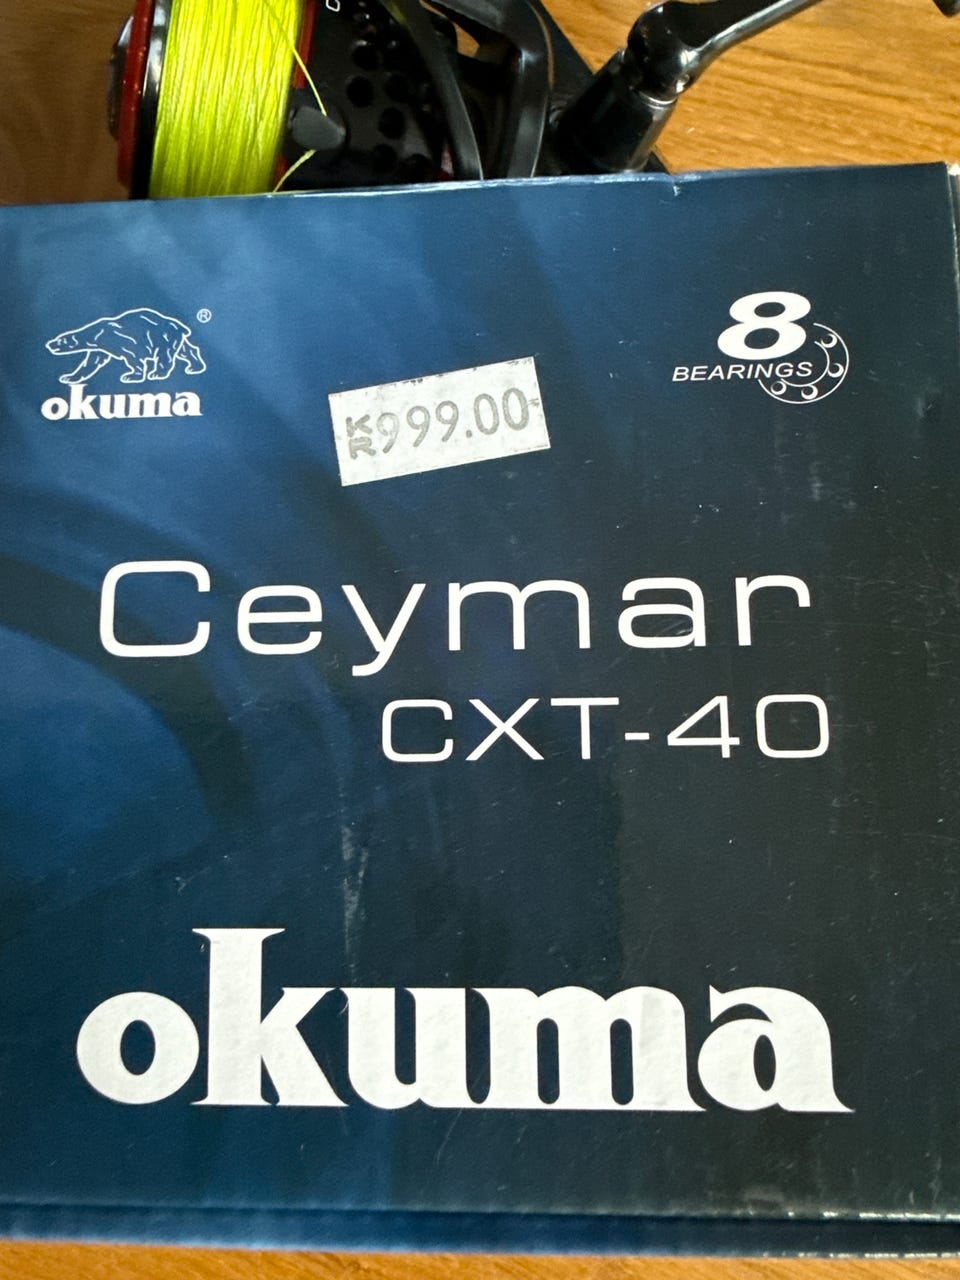 okuma®
8
BEARINGS
KR999.00
Ceymar
CXT-40
okuma